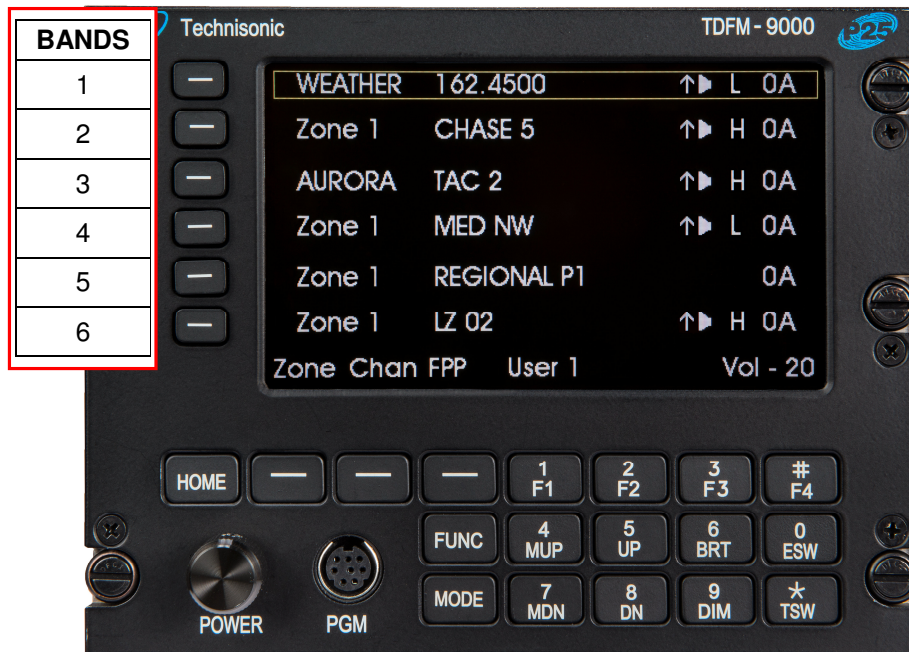 BANDS
1
2
3
4
5
6
Technisonic TDFM - 9000 P25
WEATHER 162.4500 ↑ L 0A
Zone 1 CHASE 5 ↑ H 0A
AURORA TAC 2 ↑ H 0A
Zone 1 MED NW ↑ L 0A
Zone 1 REGIONAL P1 0A
Zone 1 LZ 02 ↑ H 0A
Zone Chan FPP User 1 Vol - 20
HOME — — — 1 2 3 #
F1 F2 F3 F4
FUNC 4 5 6 0
MUP UP BRT ESW
MODE 7 8 9 *
MDN DN DIM TSW
POWER PGM